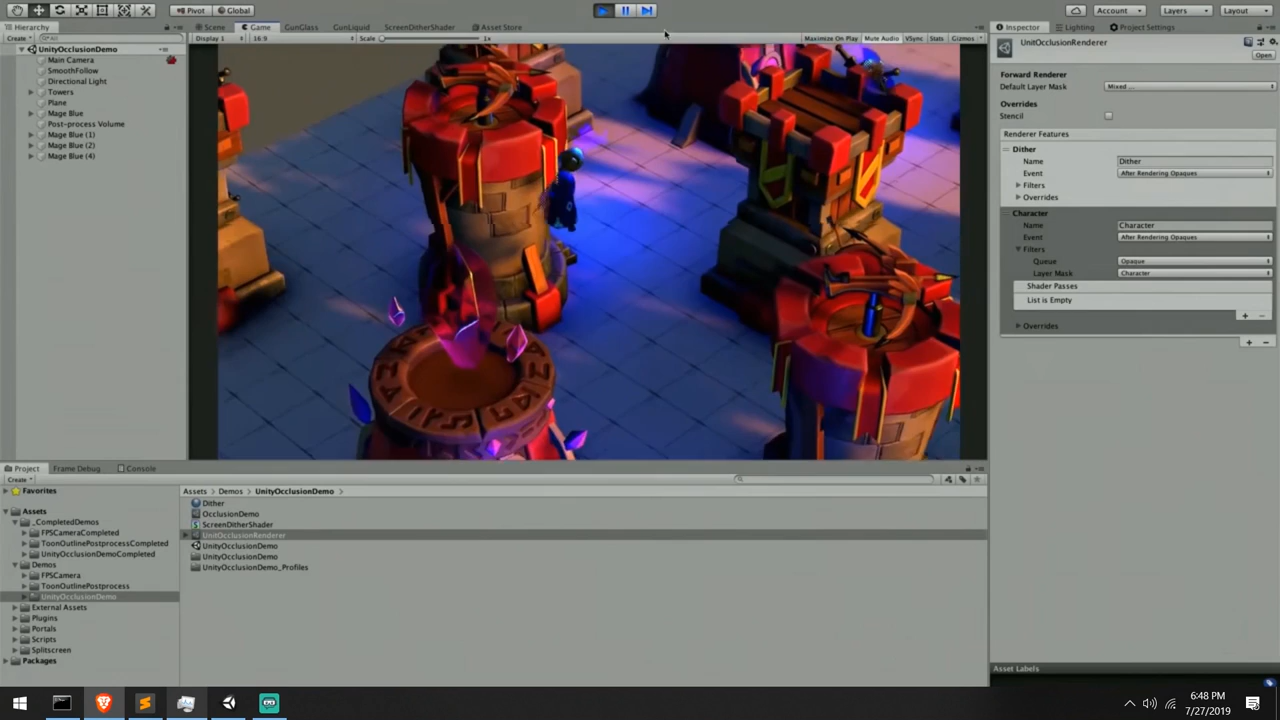 Pivot Global Account Layers Layout
Hierarchy Scene Game GunGlass GunLiquid ScreenDitherShader Asset Store Inspector Lighting Project Settings
Create All Display 1 16:9 Scale 1x Maximize On Play Mute Audio VSync Stats Gizmos UnitOcclusionRenderer
Open
UnityOcclusionDemo
Main Camera
SmoothFollow
Directional Light
Towers
Plane
Mage Blue
Post-process Volume
Mage Blue (1)
Mage Blue (2)
Mage Blue (4)
Forward Renderer
Default Layer Mask Mixed ...
Overrides
Stencil
Renderer Features
Dither
Name Dither
Event After Rendering Opaques
Filters
Overrides
Character
Name Character
Event After Rendering Opaques
Filters
Queue Opaque
Layer Mask Character
Shader Passes
List is Empty
Overrides
Project Frame Debug Console
Create
Favorites
Assets
_CompletedDemos
FPSCameraCompleted
ToonOutlinePostprocessCompleted
UnityOcclusionDemoCompleted
Demos
FPSCamera
ToonOutlinePostprocess
UnityOcclusionDemo
External Assets
Plugins
Portals
Scripts
Splitscreen
Packages
Assets Demos UnityOcclusionDemo
Dither
OcclusionDemo
ScreenDitherShader
UnitOcclusionRenderer
UnityOcclusionDemo
UnityOcclusionDemo
UnityOcclusionDemo_Profiles
Asset Labels
6:48 PM
7/27/2019